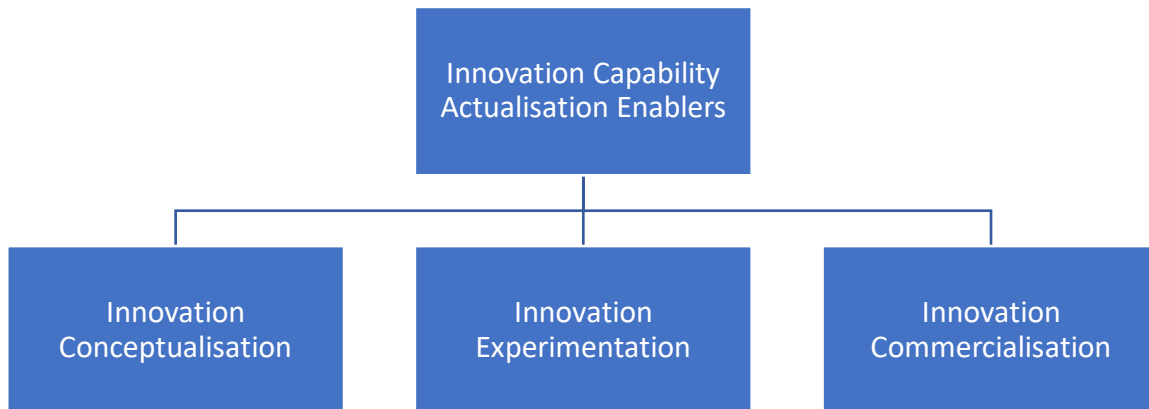 Innovation Capability
Actualisation Enablers
Innovation
Conceptualisation
Innovation
Experimentation
Innovation
Commercialisation